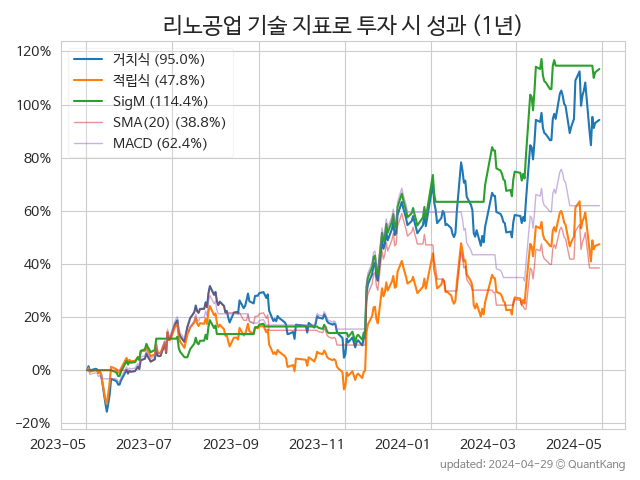 리노공업 기술 지표로 투자 시 성과 (1년)
120%
100%
80%
60%
40%
20%
0%
−20%
거치식 (95.0%)
적립식 (47.8%)
SigM (114.4%)
SMA(20) (38.8%)
MACD (62.4%)
2023-05
2023-07
2023-09
2023-11
2024-01
2024-03
2024-05
updated: 2024-04-29 © QuantKang